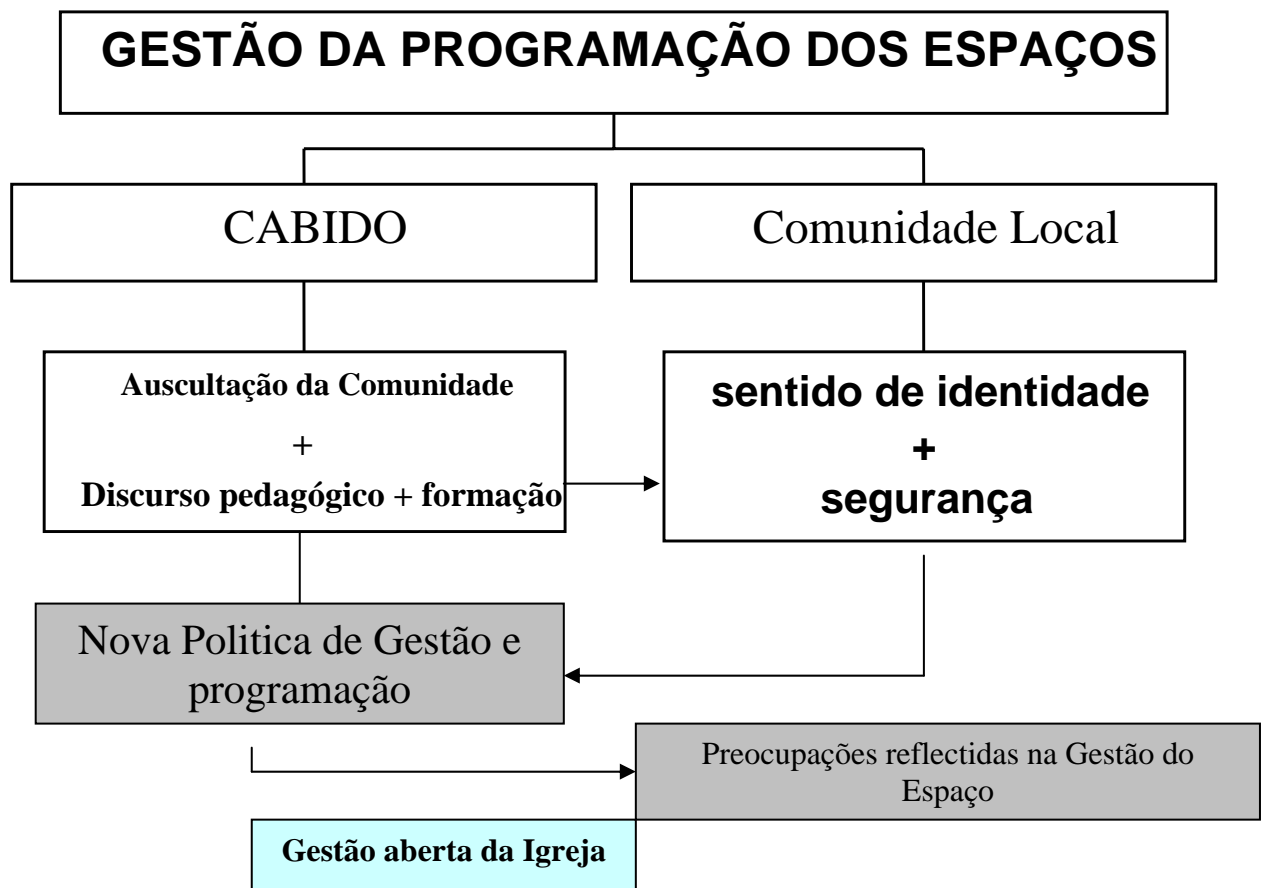 GESTÃO DA PROGRAMAÇÃO DOS ESPAÇOS
CABIDO
Comunidade Local
Auscultação da Comunidade
+
Discurso pedagógico + formação
sentido de identidade
+
segurança
Nova Politica de Gestão e
programação
Preocupações reflectidas na Gestão do
Espaço
Gestão aberta da Igreja